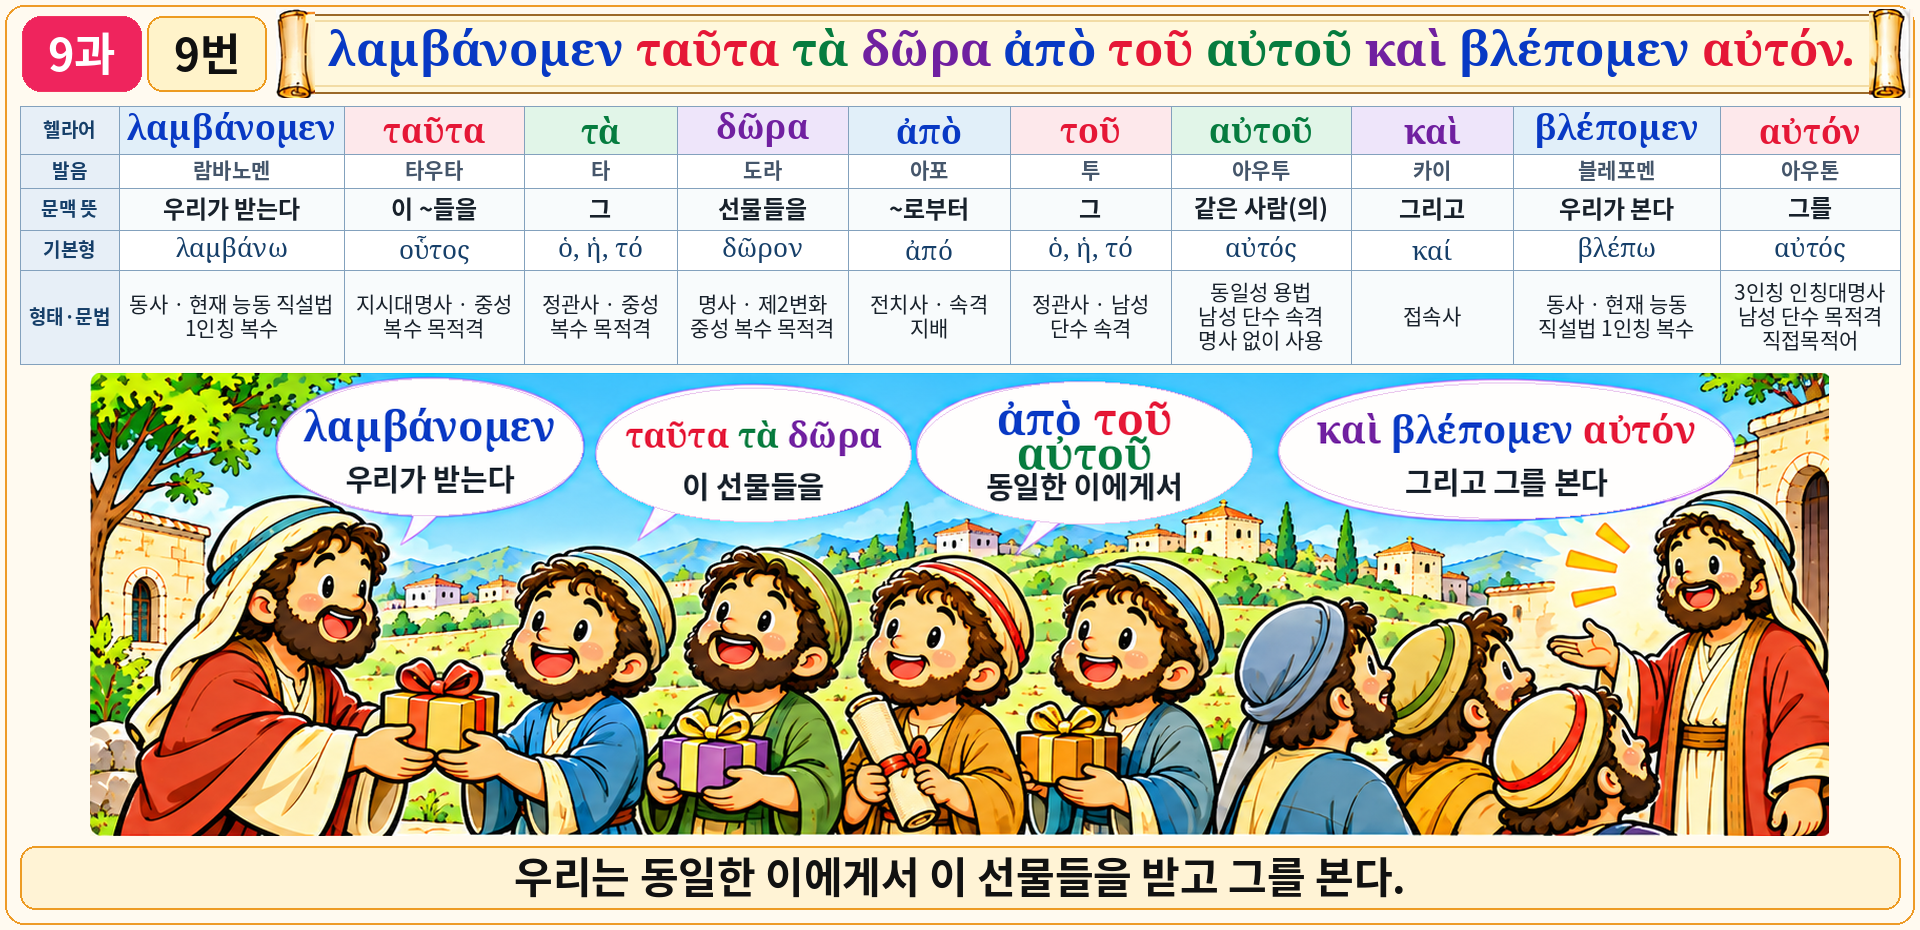 9과 9번 λαμβάνομεν ταῦτα τὰ δῶρα ἀπὸ τοῦ αὐτοῦ καὶ βλέπομεν αὐτόν.
헬라어 λαμβάνομεν ταῦτα τὰ δῶρα ἀπὸ τοῦ αὐτοῦ καὶ βλέπομεν αὐτόν
발음 람바노멘 타우타 타 도라 아포 투 아우투 카이 블레포멘 아우톤
문맥 뜻 우리가 받는다 이 ~들을 그 선물들을 ~로부터 그 같은 사람(의) 그리고 우리가 본다 그를
기본형 λαμβάνω οὗτος ὁ, ἡ, τό δῶρον ἀπό ὁ, ἡ, τό αὐτός καί βλέπω αὐτός
형태·문법
동사 · 현재 능동 직설법
1인칭 복수
지시대명사 · 중성
복수 목적격
정관사 · 중성
복수 목적격
명사 · 제2변화
중성 복수 목적격
전치사 · 속격
지배
정관사 · 남성
단수 속격
동일성 용법
남성 단수 속격
명사 없이 사용
접속사
동사 · 현재 능동
직설법 1인칭 복수
3인칭 인칭대명사
남성 단수 목적격
직접목적어
λαμβάνομεν
우리가 받는다
ταῦτα τὰ δῶρα
이 선물들을
ἀπὸ τοῦ
αὐτοῦ
동일한 이에게서
καὶ βλέπομεν αὐτόν
그리고 그를 본다
우리는 동일한 이에게서 이 선물들을 받고 그를 본다.